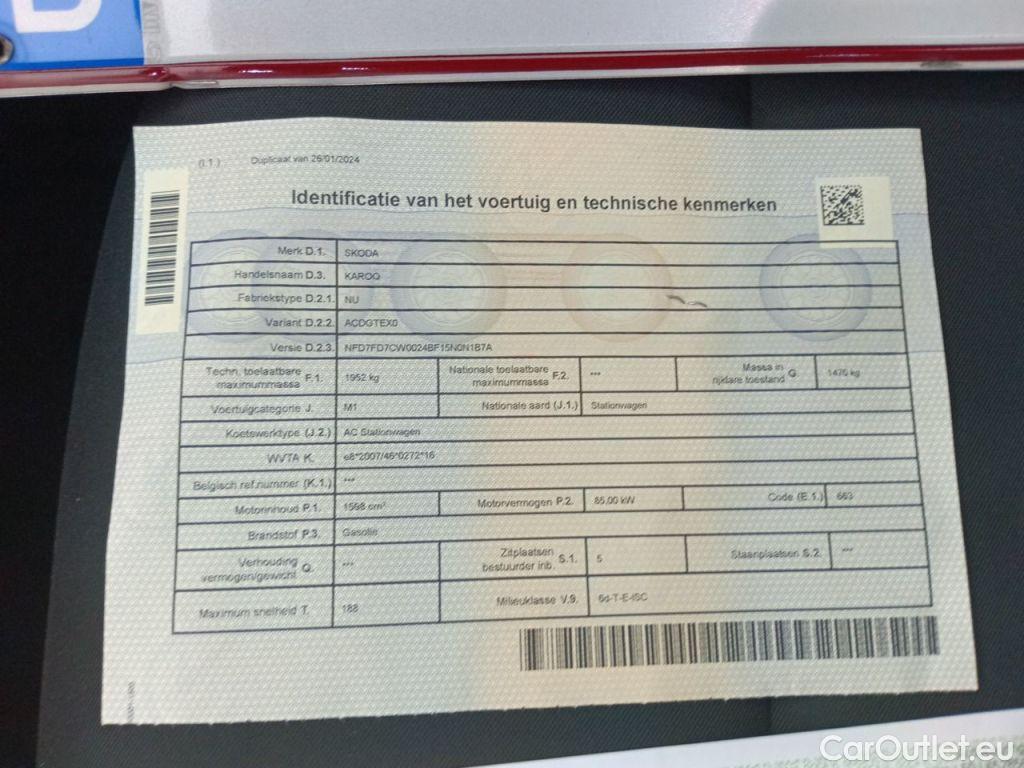 D
(I.1.) Duplicaat van 26/01/2024
Identificatie van het voertuig en technische kenmerken
Merk D.1. SKODA
Handelsnaam D.3. KAROQ
Fabriekstype D.2.1. NU
Variant D.2.2. ACDGTEX0
Versie D.2.3. NFD7FD7CW0024BF15N0N1B7A
Techn. toelaatbare maximummassa F.1. 1952 kg Nationale toelaatbare maximummassa F.2. *** Massa in rijklare toestand G. 1470 kg
Voertuigcategorie J. M1 Nationale aard (J.1.) Stationwagen
Koetswerktype (J.2.) AC Stationwagen
WVTA K. e8*2007/46*0272*16
Belgisch ref.nummer (K.1.) ***
Motorinhoud P.1. 1598 cm³ Motorvermogen P.2. 85,00 kW Code (E.1.) 663
Brandstof P.3. Gasolie
Verhouding vermogen/gewicht Q. *** Zitplaatsen bestuurder inb. S.1. 5 Staanplaatsen S.2. ***
Maximum snelheid T. 188 Milieuklasse V.9. 6d-T-E-ISC
CarOutlet.eu